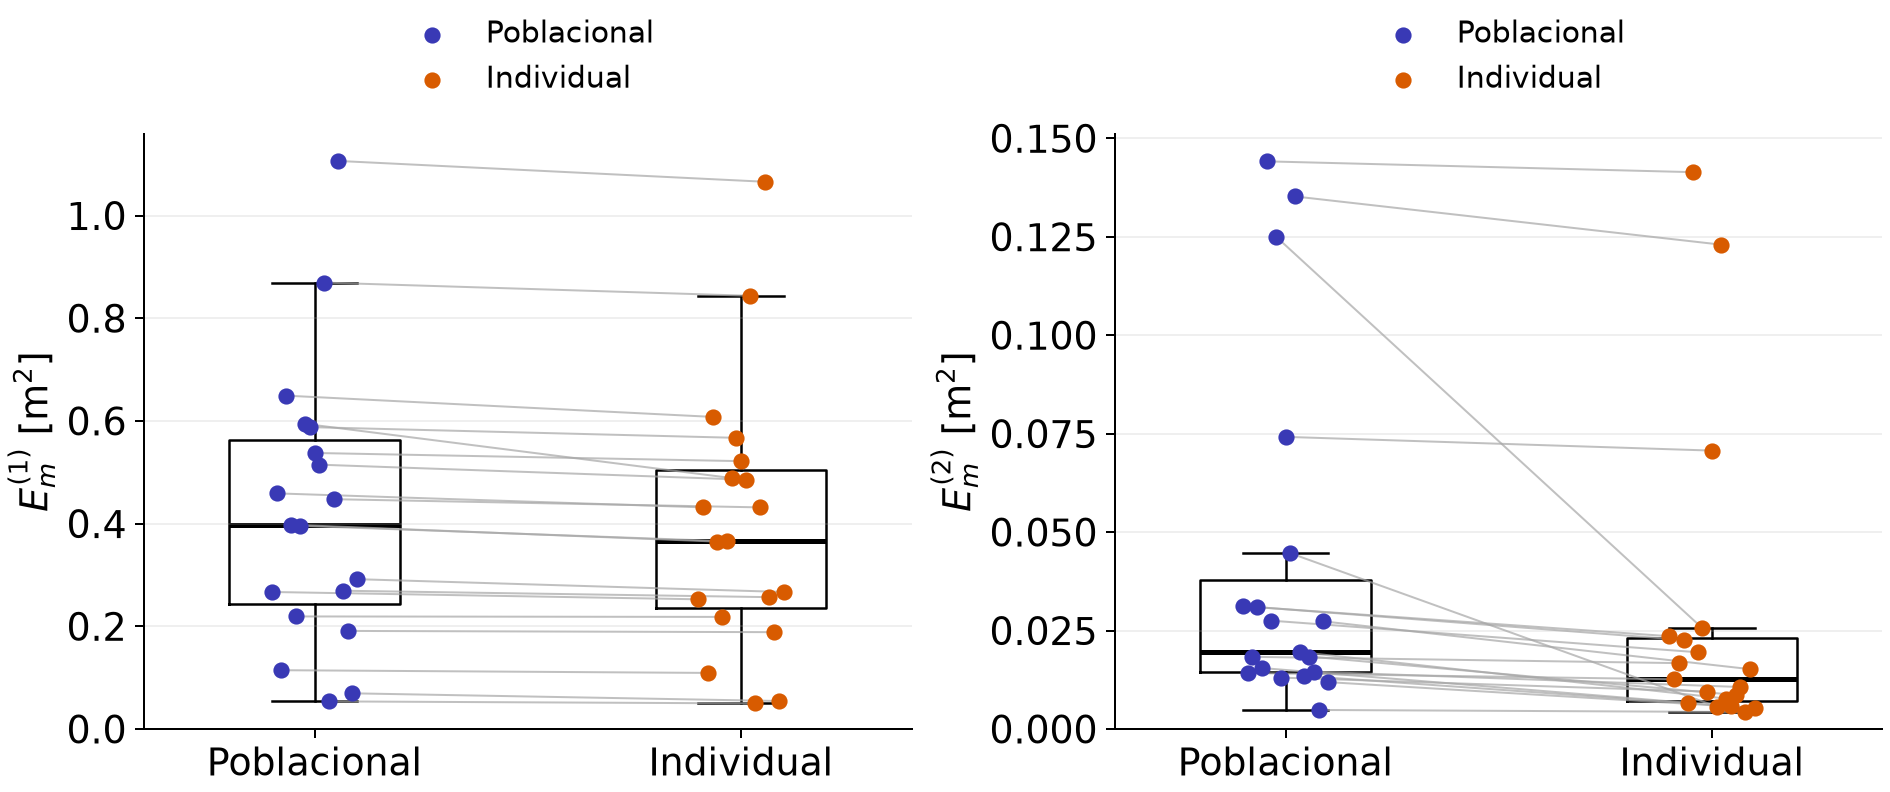 Poblacional
Individual
E_m^(1) [m²]
1.0
0.8
0.6
0.4
0.2
0.0
Poblacional
Individual
Poblacional
Individual
E_m^(2) [m²]
0.150
0.125
0.100
0.075
0.050
0.025
0.000
Poblacional
Individual